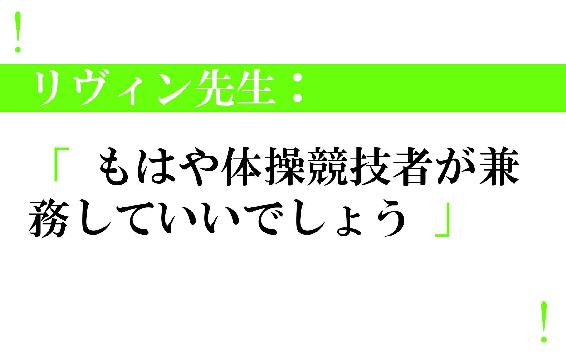 !
リヴィン先生：
「 もはや体操競技者が兼
務していいでしょう 」
!